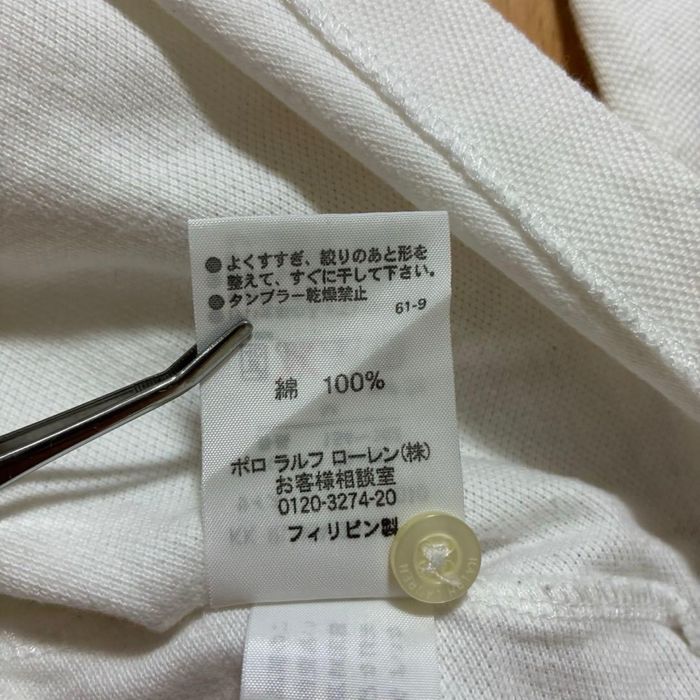 ●よくすすぎ、絞りのあと形を
整えて、すぐに干して下さい。
●タンブラー乾燥禁止
61-9
綿 100%
ポロ ラルフ ローレン(株)
お客様相談室
0120-3274-20
フィリピン製
RALPH LAUREN